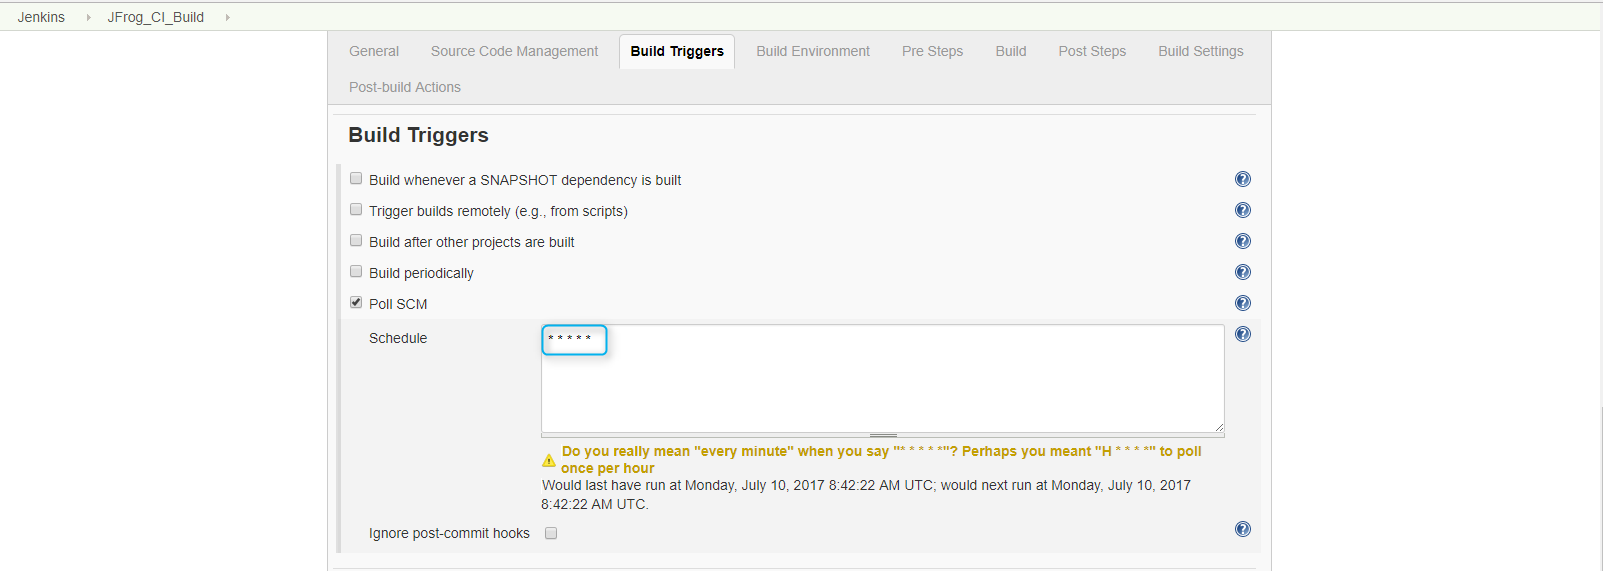 Jenkins JFrog_CI_Build
General Source Code Management Build Triggers Build Environment Pre Steps Build Post Steps Build Settings
Post-build Actions
Build Triggers
Build whenever a SNAPSHOT dependency is built
Trigger builds remotely (e.g., from scripts)
Build after other projects are built
Build periodically
Poll SCM
Schedule * * * * *
Do you really mean "every minute" when you say "* * * * *"? Perhaps you meant "H * * * *" to poll
once per hour
Would last have run at Monday, July 10, 2017 8:42:22 AM UTC; would next run at Monday, July 10, 2017
8:42:22 AM UTC.
Ignore post-commit hooks